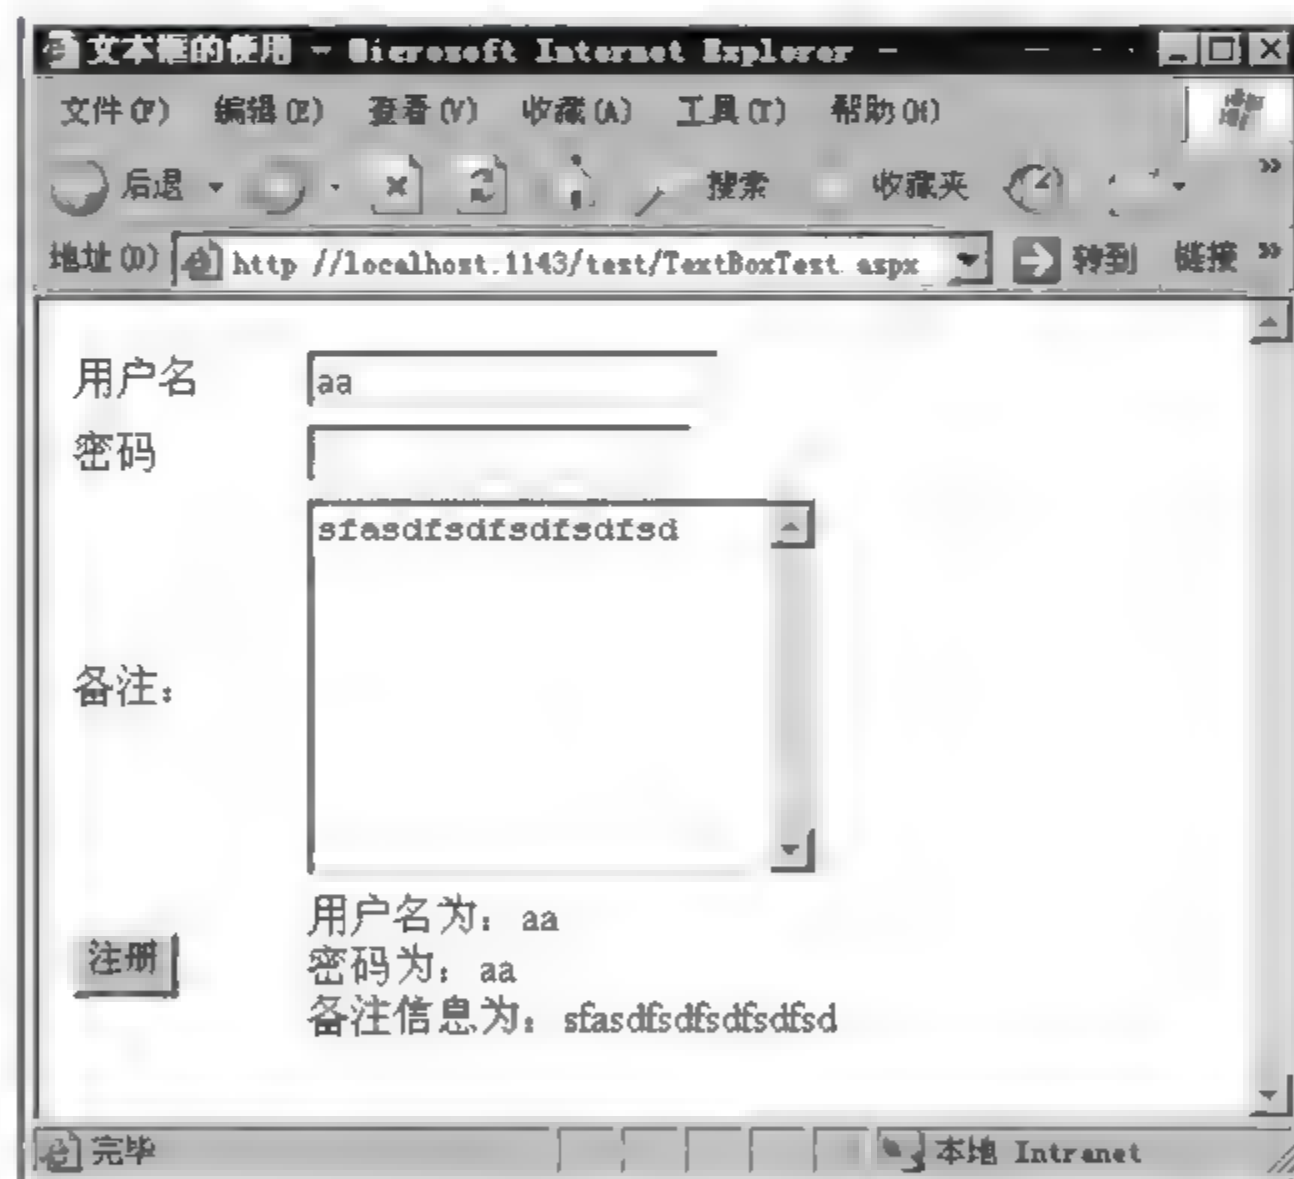 文本框的使用 - Microsoft Internet Explorer -
文件(F) 编辑(E) 查看(V) 收藏(A) 工具(T) 帮助(H)
后退 搜索 收藏夹 »
地址(D) http //localhost:1143/test/TextBoxTest.aspx 转到 链接 »
用户名 aa
密码
sfasdfsdfsdfsdfsd
备注:
用户名为: aa
注册
密码为: aa
备注信息为: sfasdfsdfsdfsdfsd
完毕 本地 Intranet